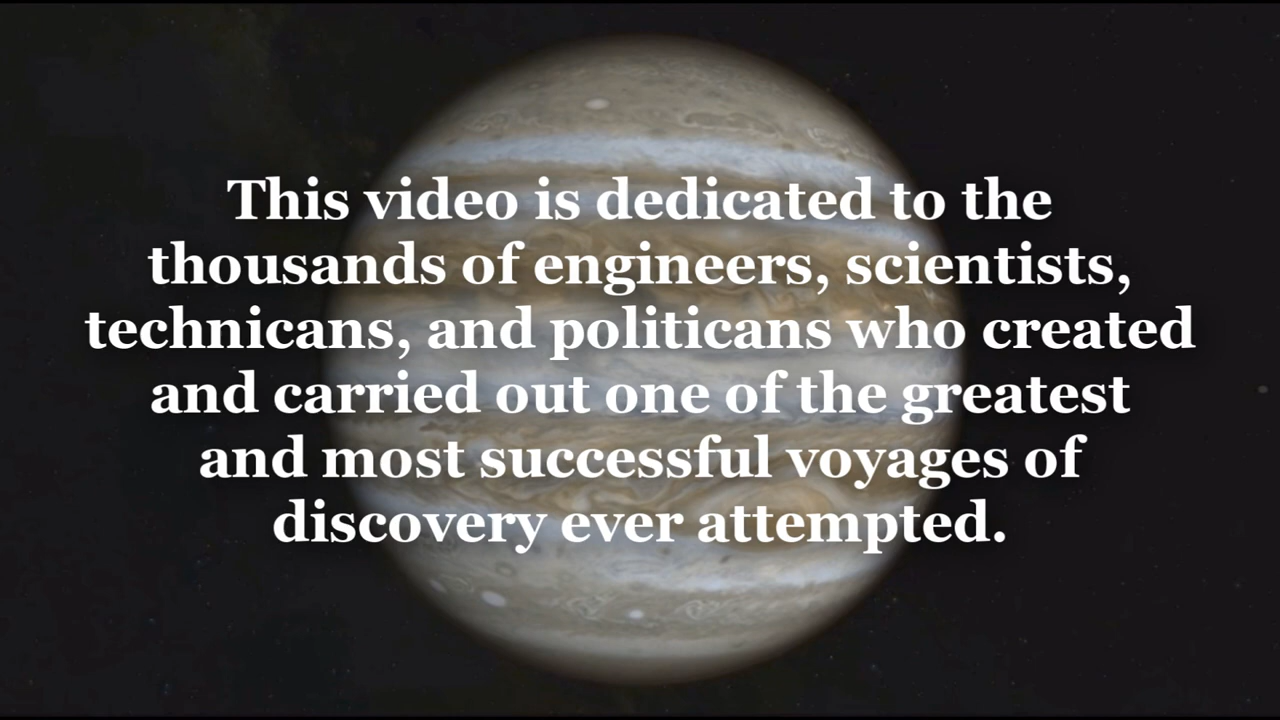 This video is dedicated to the
thousands of engineers, scientists,
technicans, and politicans who created
and carried out one of the greatest
and most successful voyages of
discovery ever attempted.